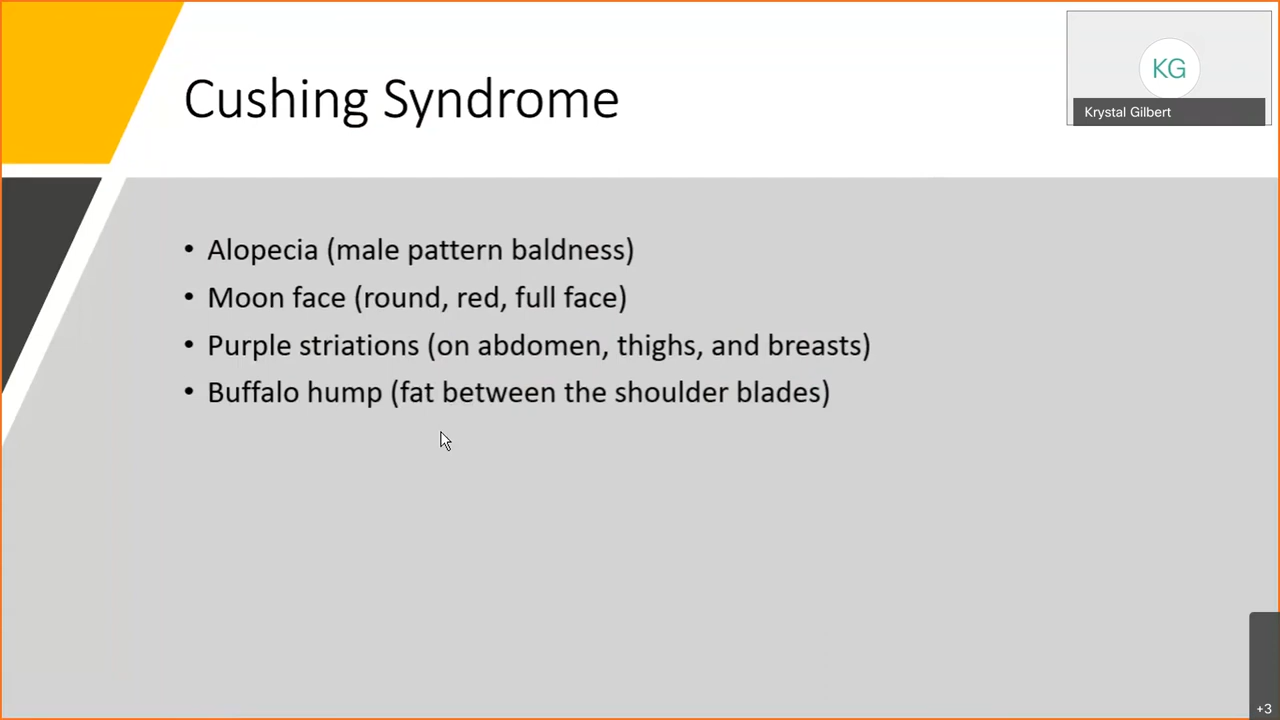 Cushing Syndrome
KG
Krystal Gilbert
• Alopecia (male pattern baldness)
• Moon face (round, red, full face)
• Purple striations (on abdomen, thighs, and breasts)
• Buffalo hump (fat between the shoulder blades)
+3